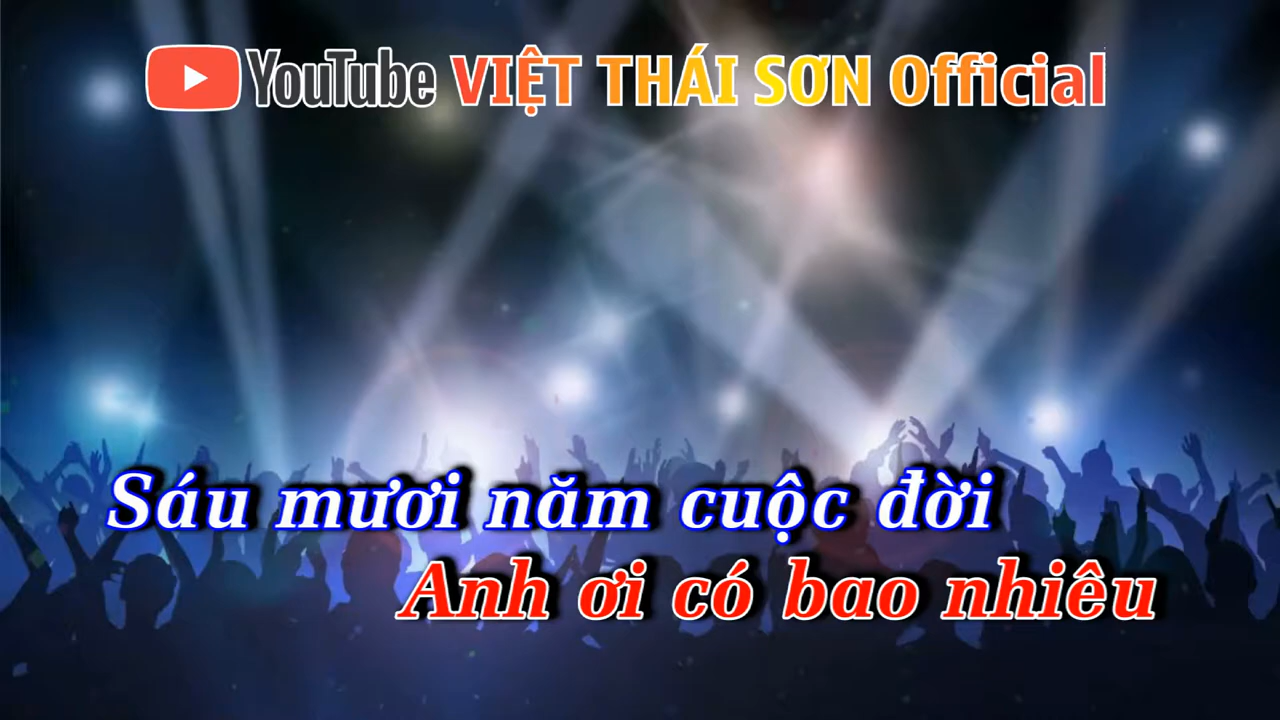 YouTube VIỆT THÁI SƠN Official
Sáu mươi năm cuộc đời
Anh ơi có bao nhiêu